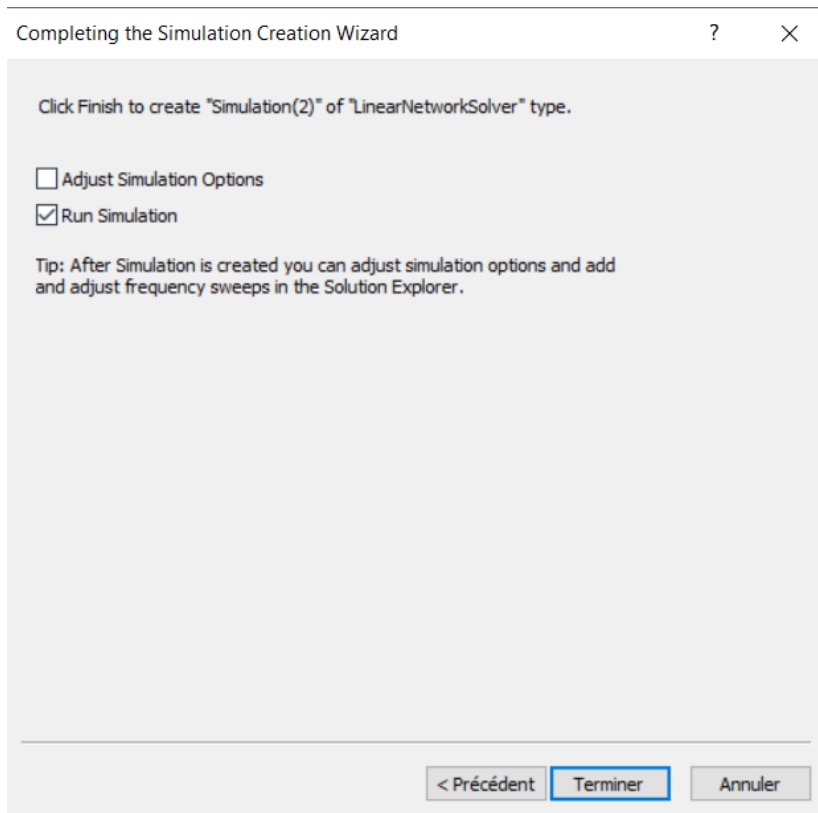 Completing the Simulation Creation Wizard ?
Click Finish to create "Simulation(2)" of "LinearNetworkSolver" type.
Adjust Simulation Options
Run Simulation
Tip: After Simulation is created you can adjust simulation options and add
and adjust frequency sweeps in the Solution Explorer.
< Précédent Terminer Annuler